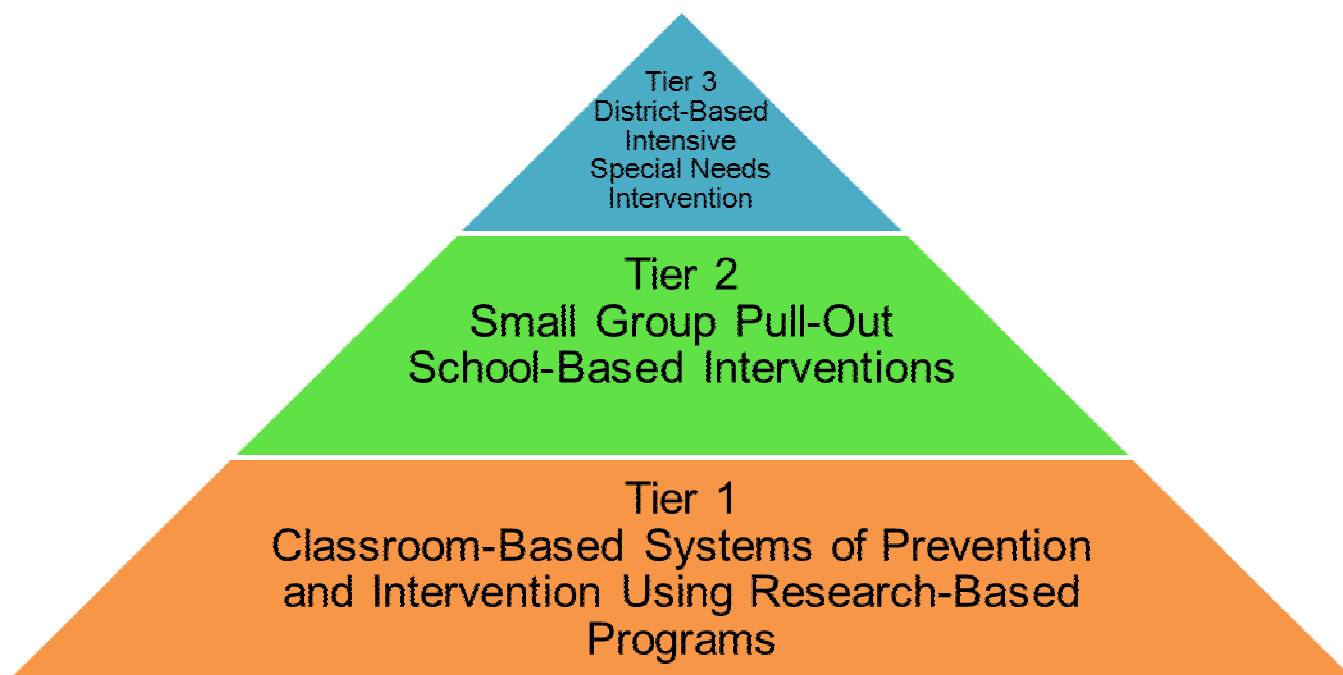 Tier 3
District-Based
Intensive
Special Needs
Intervention
Tier 2
Small Group Pull-Out
School-Based Interventions
Tier 1
Classroom-Based Systems of Prevention
and Intervention Using Research-Based
Programs